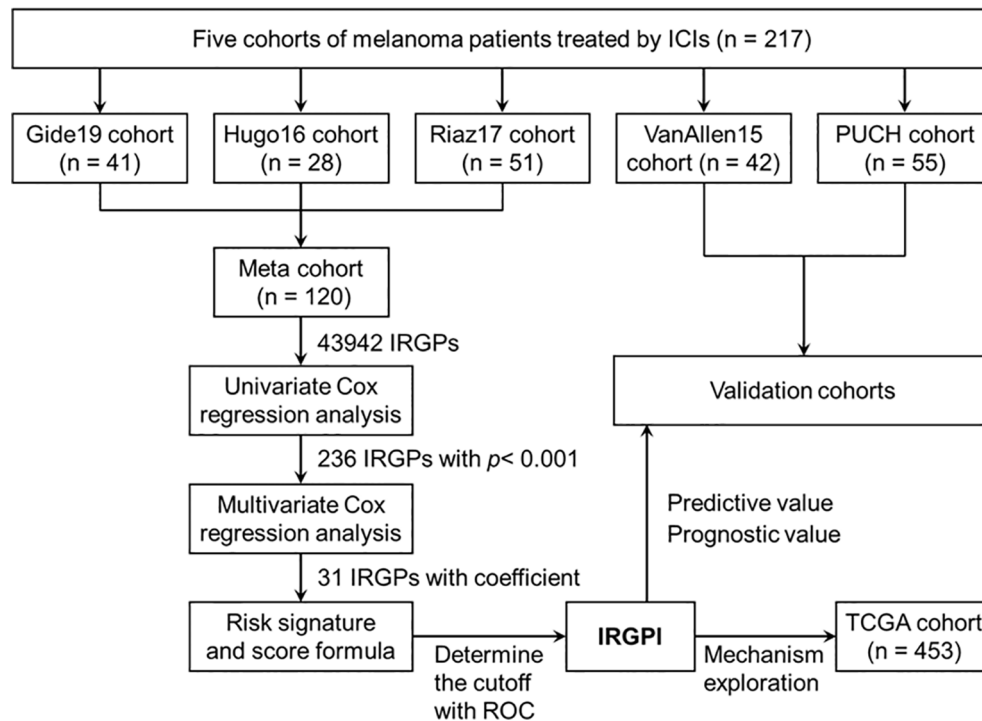 Five cohorts of melanoma patients treated by ICIs (n = 217)
Gide19 cohort
(n = 41)
Hugo16 cohort
(n = 28)
Riaz17 cohort
(n = 51)
VanAllen15
cohort (n = 42)
PUCH cohort
(n = 55)
Meta cohort
(n = 120)
43942 IRGPs
Univariate Cox
regression analysis
Validation cohorts
236 IRGPs with p< 0.001
Multivariate Cox
regression analysis
Predictive value
Prognostic value
31 IRGPs with coefficient
Risk signature
and score formula
Determine
the cutoff
with ROC
IRGPI
Mechanism
exploration
TCGA cohort
(n = 453)